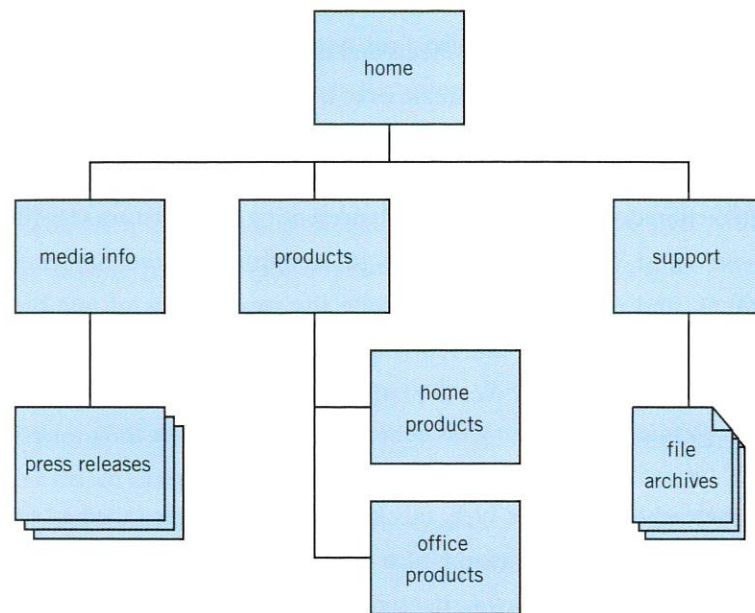 home
media info
products
support
home
products
press releases
file
archives
office
products